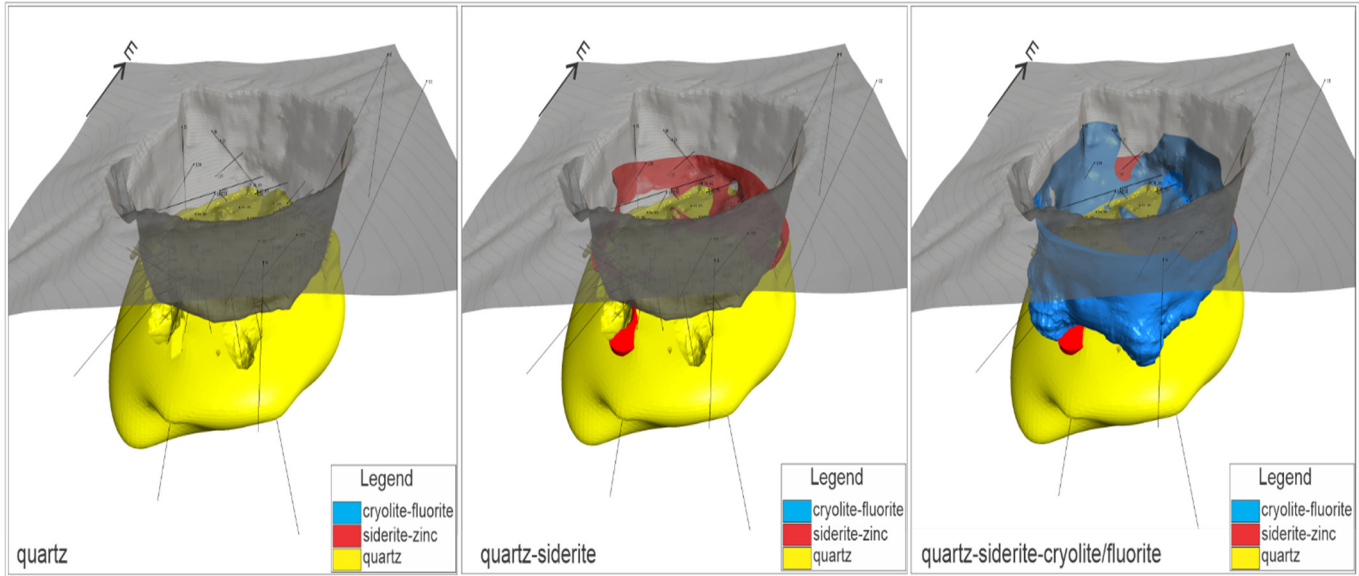 E
Legend
cryolite-fluorite
siderite-zinc
quartz
quartz
E
Legend
cryolite-fluorite
siderite-zinc
quartz
quartz-siderite
E
Legend
cryolite-fluorite
siderite-zinc
quartz
quartz-siderite-cryolite/fluorite